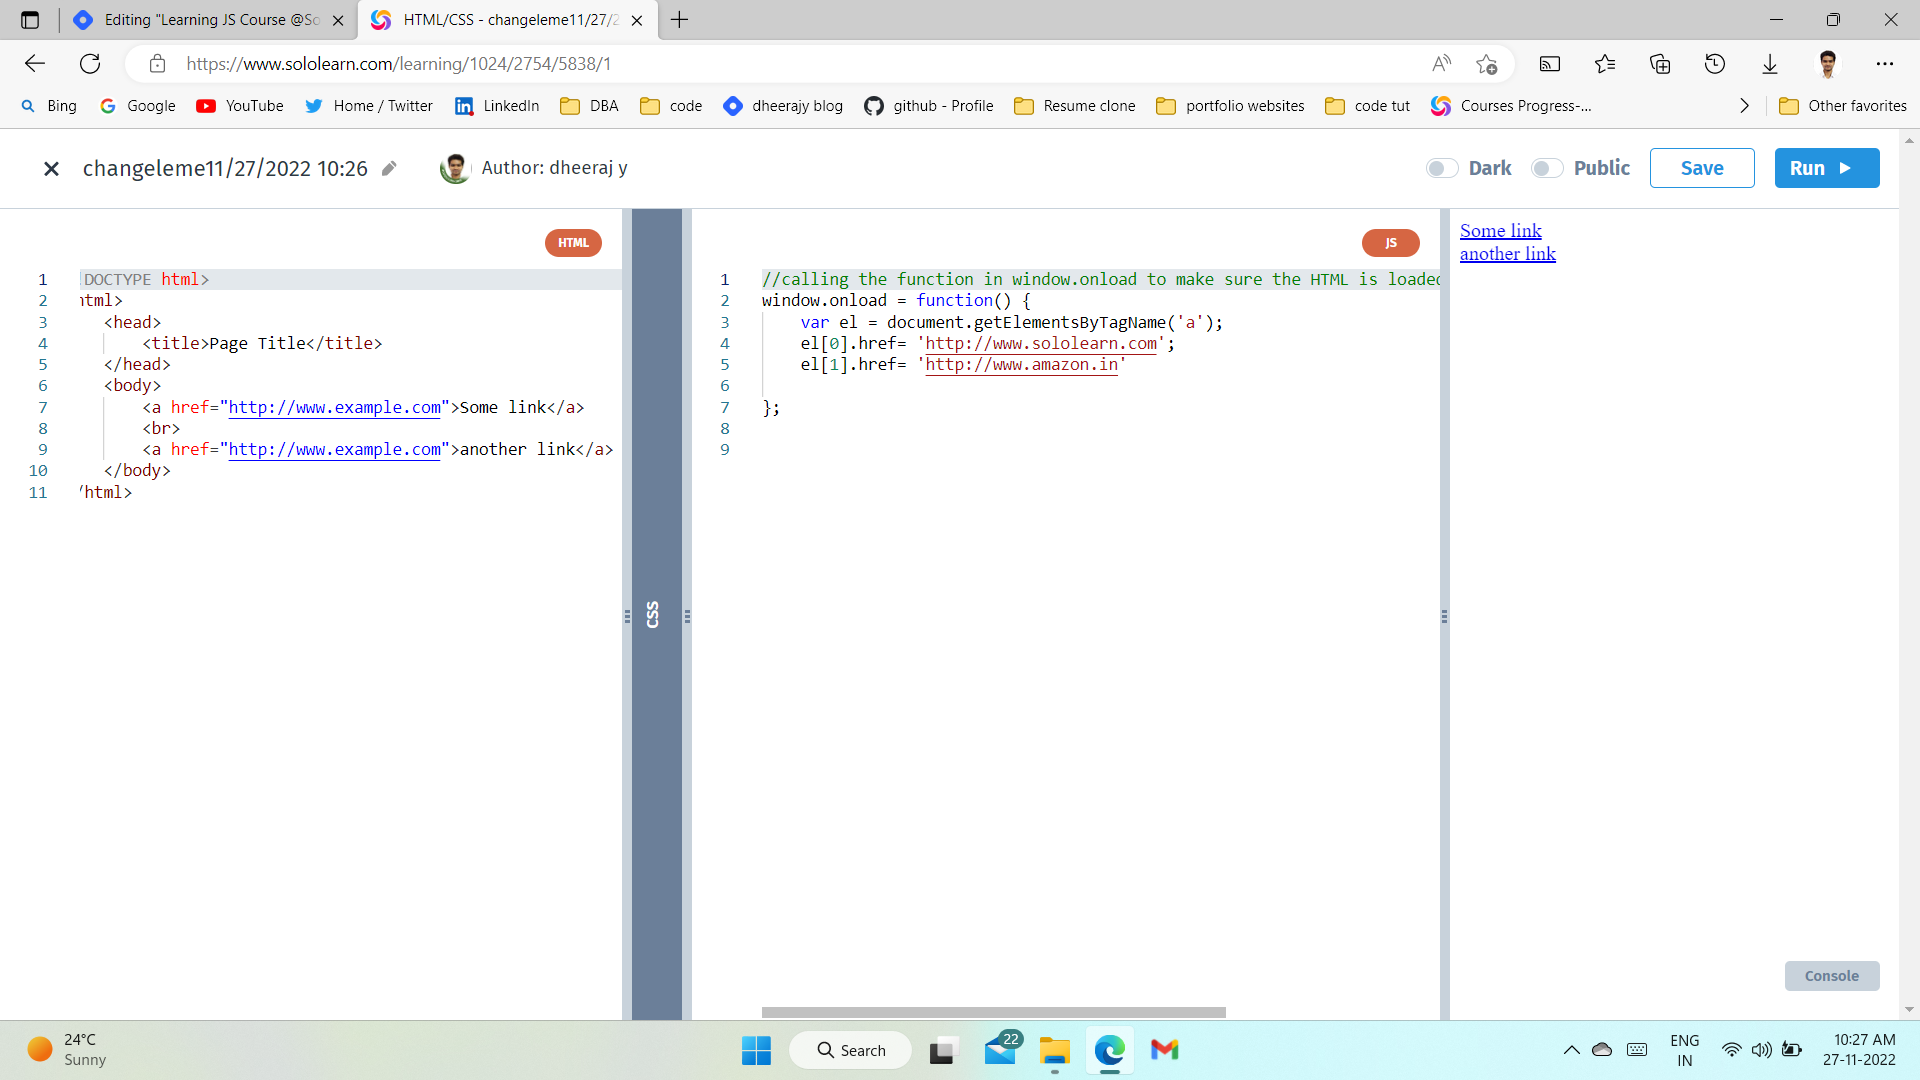 Editing "Learning JS Course @So
HTML/CSS - changeleme11/27/2
https://www.sololearn.com/learning/1024/2754/5838/1
Bing Google YouTube Home / Twitter LinkedIn DBA code dheerajy blog github - Profile Resume clone portfolio websites code tut Courses Progress-... Other favorites
changeleme11/27/2022 10:26 Author: dheeraj y Dark Public Save Run
HTML
1 !DOCTYPE html>
2 html>
3 <head>
4 <title>Page Title</title>
5 </head>
6 <body>
7 <a href="http://www.example.com">Some link</a>
8 <br>
9 <a href="http://www.example.com">another link</a>
10 </body>
11 /html>
CSS
JS
1 //calling the function in window.onload to make sure the HTML is loaded
2 window.onload = function() {
3 var el = document.getElementsByTagName('a');
4 el[0].href= 'http://www.sololearn.com';
5 el[1].href= 'http://www.amazon.in'
6
7 };
8
9
Some link
another link
Console
24°C
Sunny
Search
22
ENG
IN
10:27 AM
27-11-2022